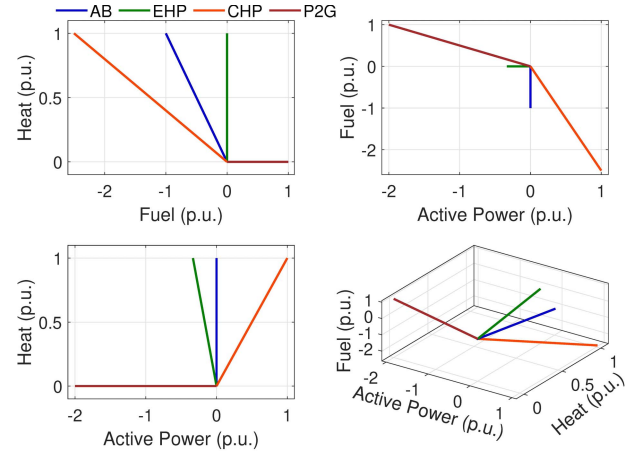 AB EHP CHP P2G
1
0.5
0
Heat (p.u.)
-2 -1 0 1
Fuel (p.u.)
1
0
-1
-2
Fuel (p.u.)
-2 -1 0 1
Active Power (p.u.)
1
0.5
0
Heat (p.u.)
-2 -1 0 1
Active Power (p.u.)
1
0
-1
-2
Fuel (p.u.)
-2 -1 0 1
Active Power (p.u.)
0 0.5 1
Heat (p.u.)